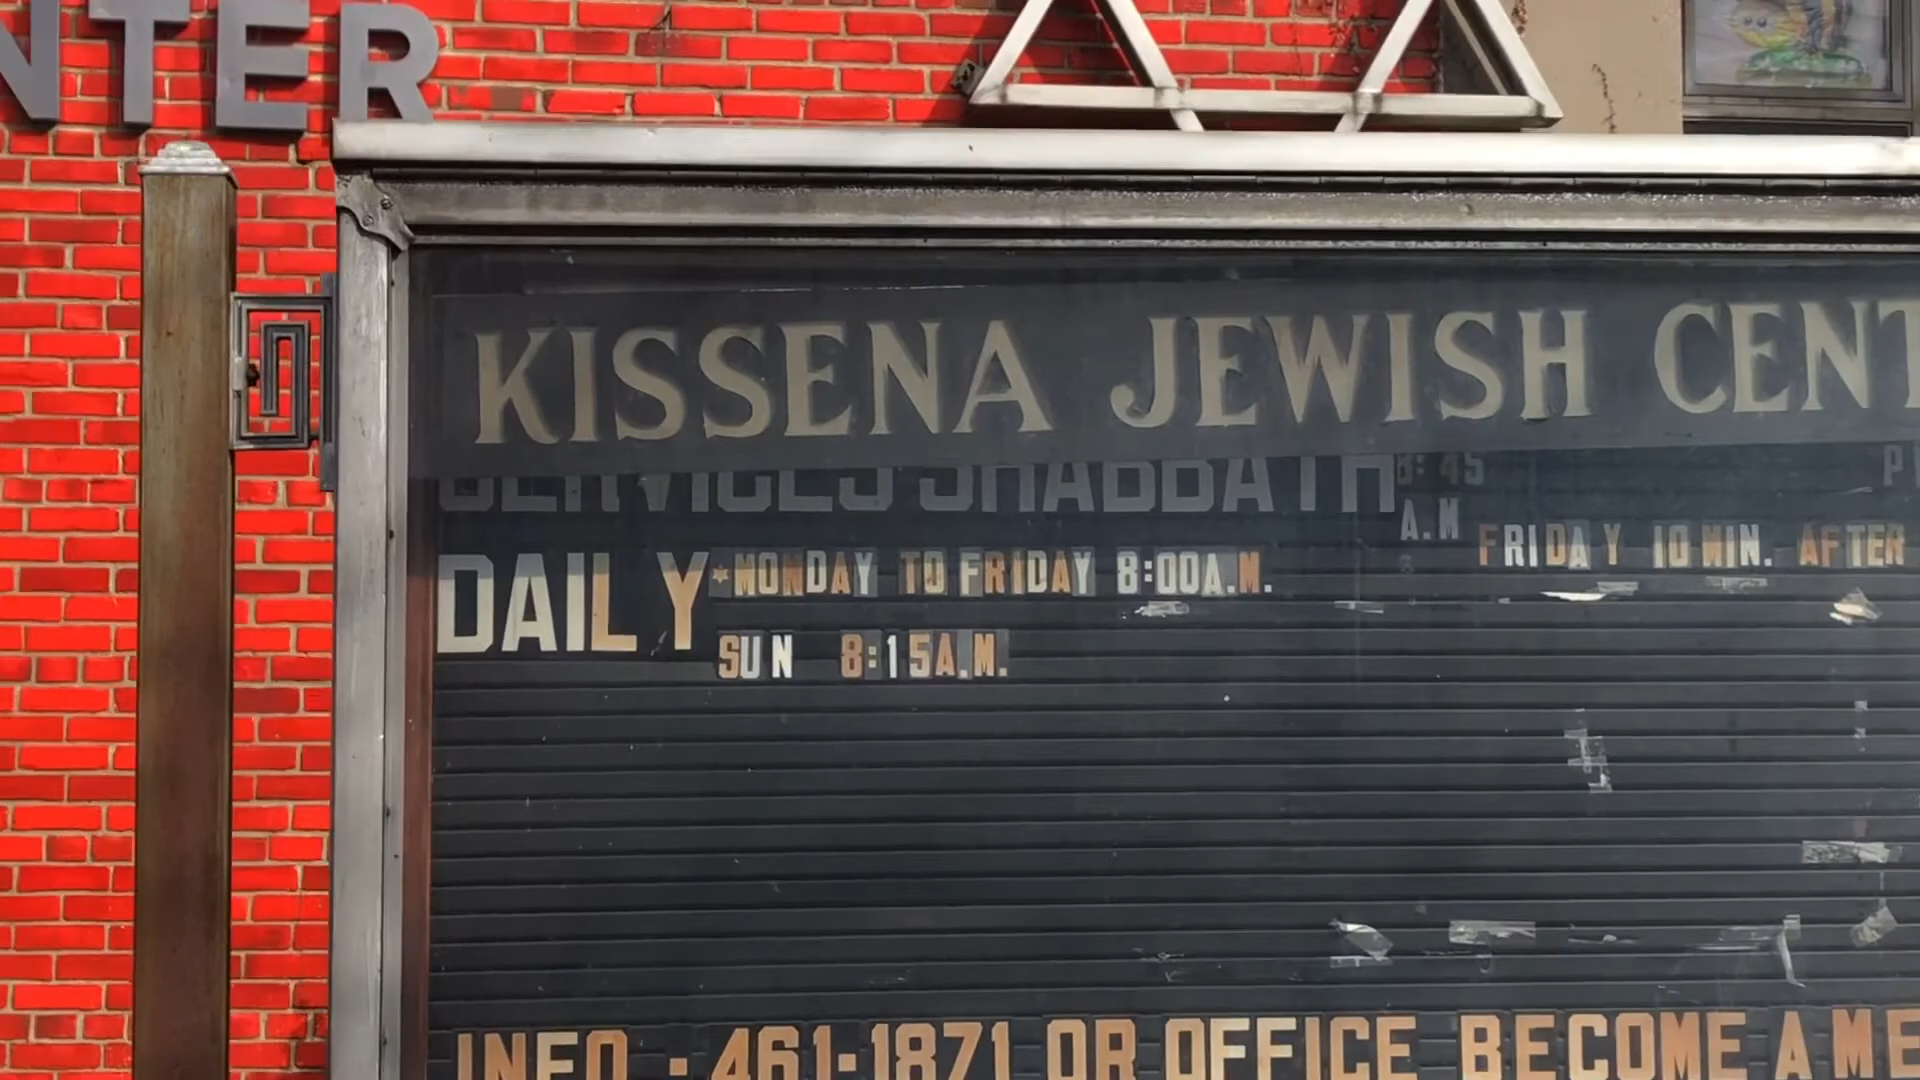 NTER
KISSENA JEWISH CENT
SERVICES SHABBATH 8:45 P
A.M FRIDAY 10 MIN. AFTER
DAILY *MONDAY TO FRIDAY 8:00A.M.
SUN 8:15A.M.
INFO - 461-1871 OR OFFICE BECOME A ME